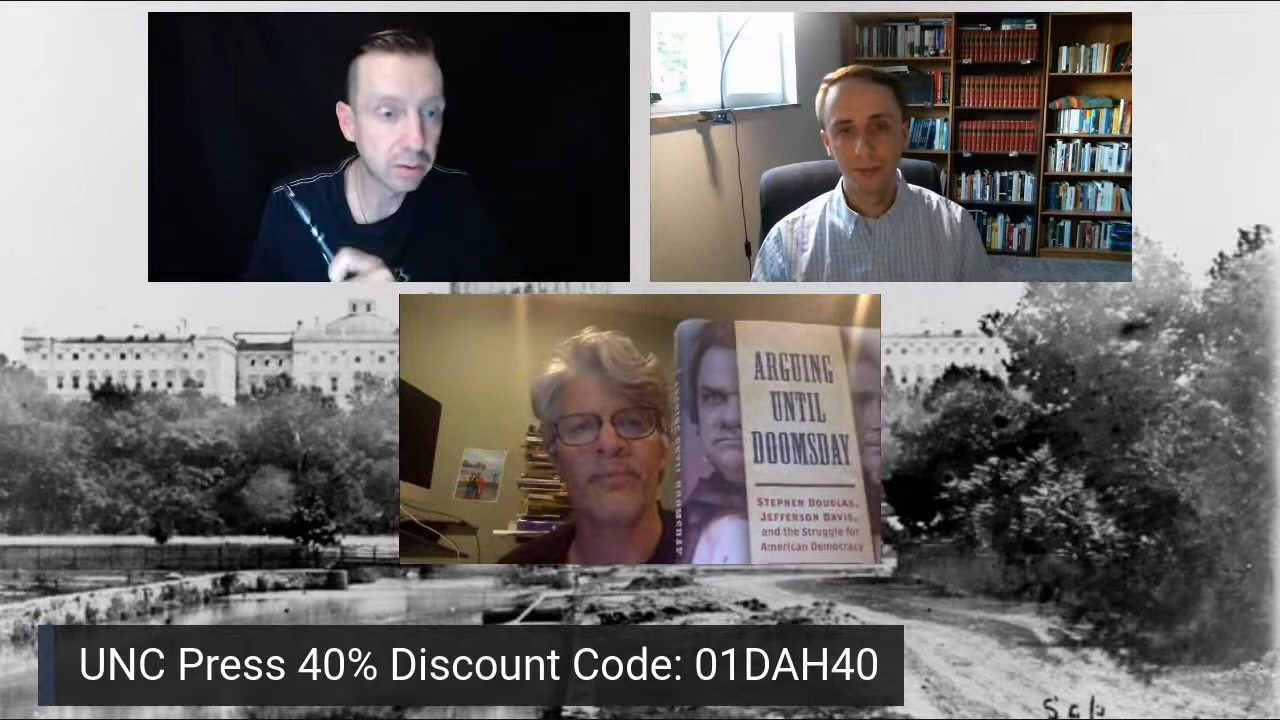 ARGUING
UNTIL
DOOMSDAY
STEPHEN DOUGLAS,
JEFFERSON DAVIS,
and the Struggle for
American Democracy
UNC Press 40% Discount Code: 01DAH40